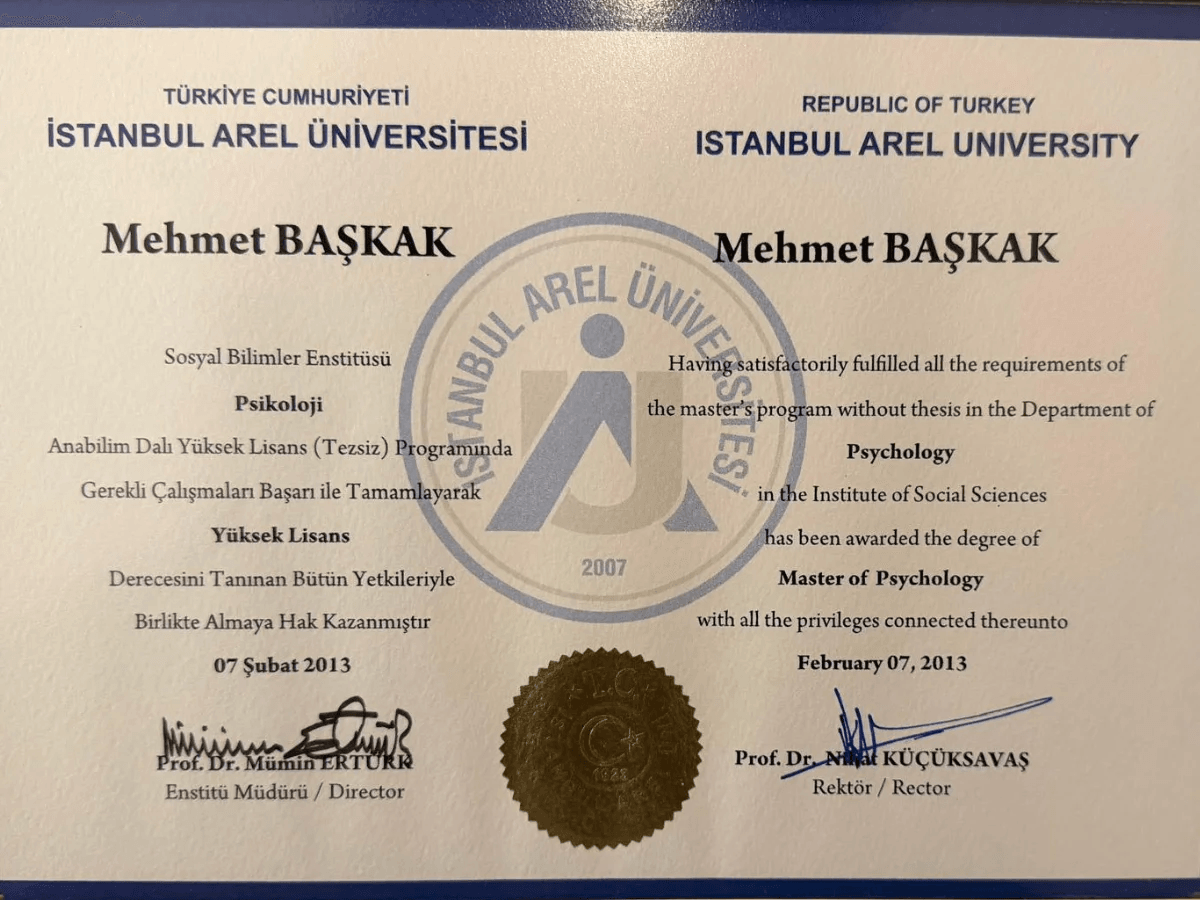 TÜRKİYE CUMHURİYETİ
İSTANBUL AREL ÜNİVERSİTESİ
Mehmet BAŞKAK
Sosyal Bilimler Enstitüsü
Psikoloji
Anabilim Dalı Yüksek Lisans (Tezsiz) Programında
Gerekli Çalışmaları Başarı ile Tamamlayarak
Yüksek Lisans
Derecesini Tanınan Bütün Yetkileriyle
Birlikte Almaya Hak Kazanmıştır
07 Şubat 2013
Prof. Dr. Mümin ERTÜRK
Enstitü Müdürü / Director
REPUBLIC OF TURKEY
ISTANBUL AREL UNIVERSITY
Mehmet BAŞKAK
Having satisfactorily fulfilled all the requirements of
the master's program without thesis in the Department of
Psychology
in the Institute of Social Sciences
has been awarded the degree of
Master of Psychology
with all the privileges connected thereunto
February 07, 2013
Prof. Dr. KÜÇÜKSAVAŞ
Rektör / Rector
İSTANBUL AREL ÜNİVERSİTESİ
2007
T.C.